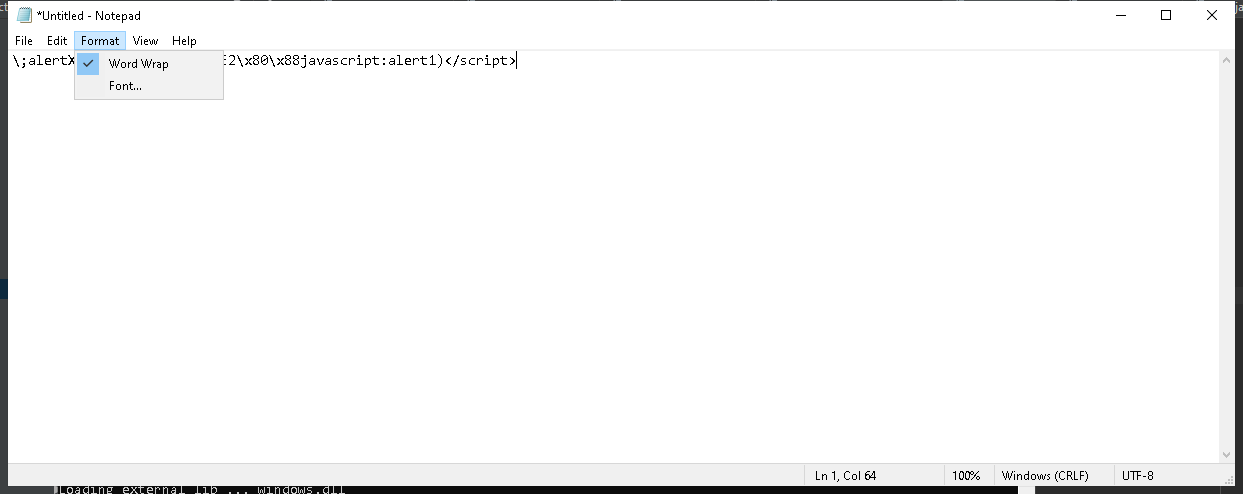 *Untitled - Notepad
File Edit Format View Help
\;alertX E2\x80\x88javascript:alert1)</script>
Word Wrap
Font...
Ln 1, Col 64 100% Windows (CRLF) UTF-8
Loading external lib ... windows.dll